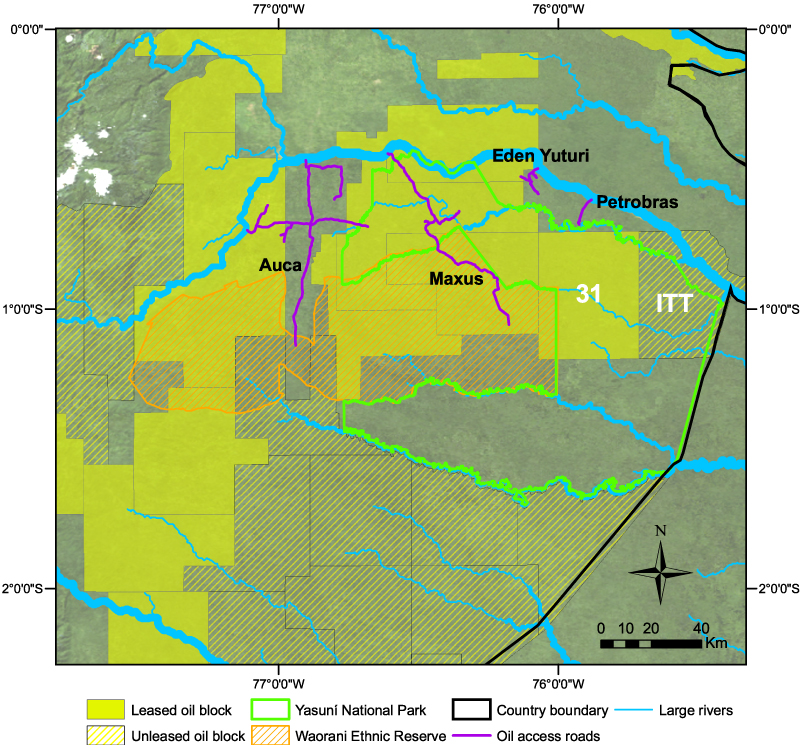 77°0'0"W 76°0'0"W
0°0'0" 0°0'0"
Eden Yuturi
Petrobras
Auca
Maxus
31
ITT
1°0'0"S 1°0'0"S
N
2°0'0"S 2°0'0"S
0 10 20 40
Km
77°0'0"W 76°0'0"W
Leased oil block Yasuní National Park Country boundary Large rivers
Unleased oil block Waorani Ethnic Reserve Oil access roads